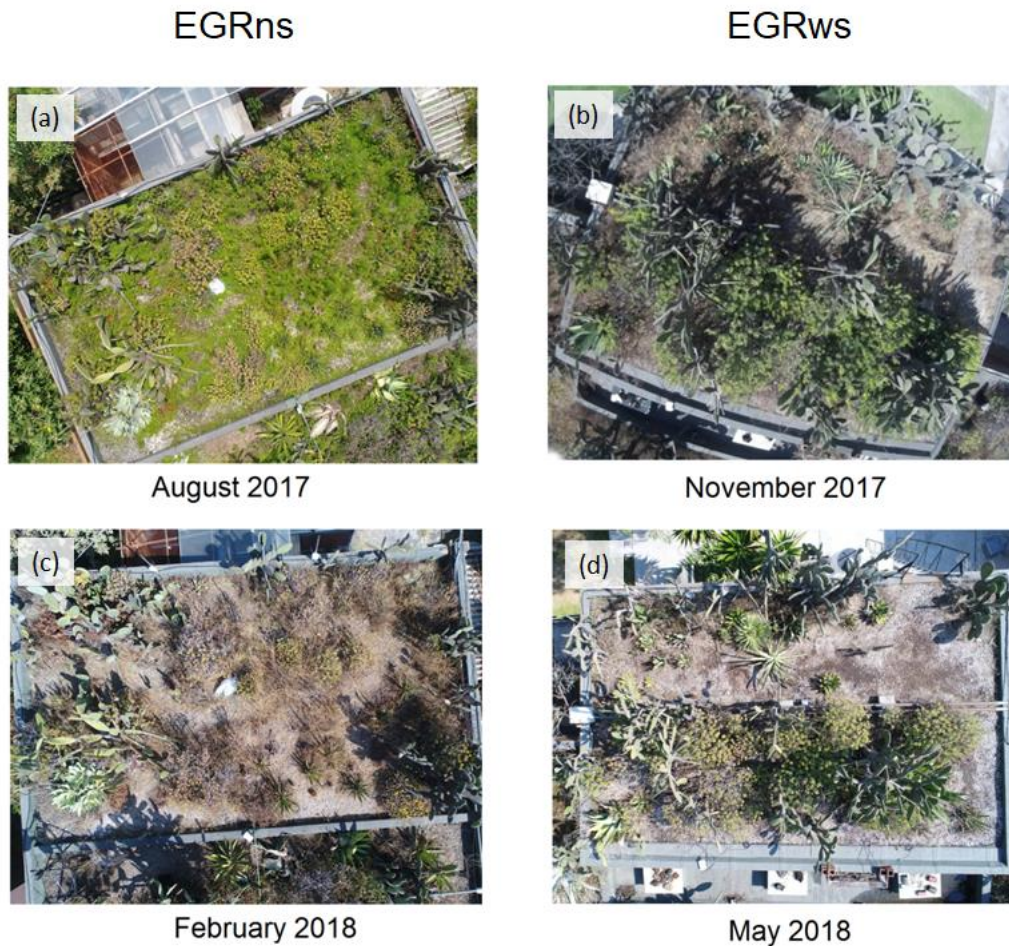 EGRns
EGRws
(a)
(b)
August 2017
November 2017
(c)
(d)
February 2018
May 2018